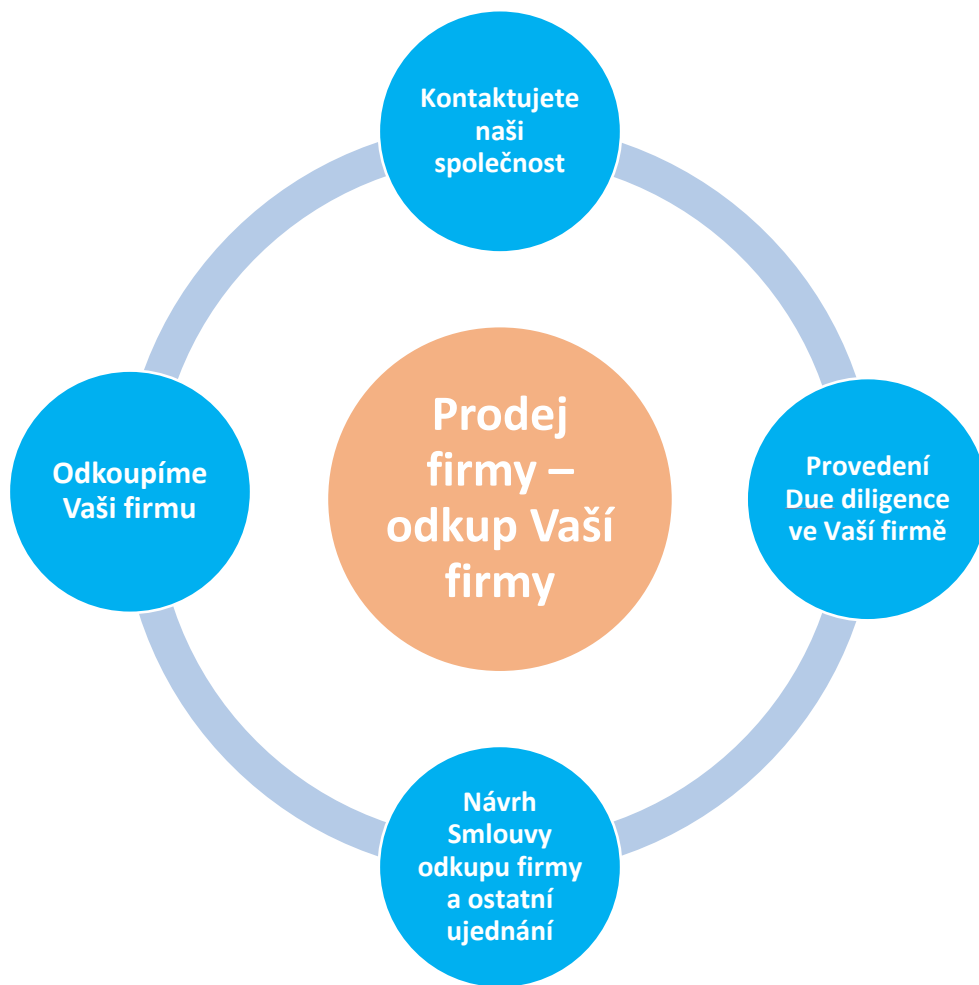 Kontaktujete
naši
společnost
Prodej
firmy –
odkup Vaší
firmy
Odkoupíme
Vaši firmu
Provedení
Due diligence
ve Vaší firmě
Návrh
Smlouvy
odkupu firmy
a ostatní
ujednání